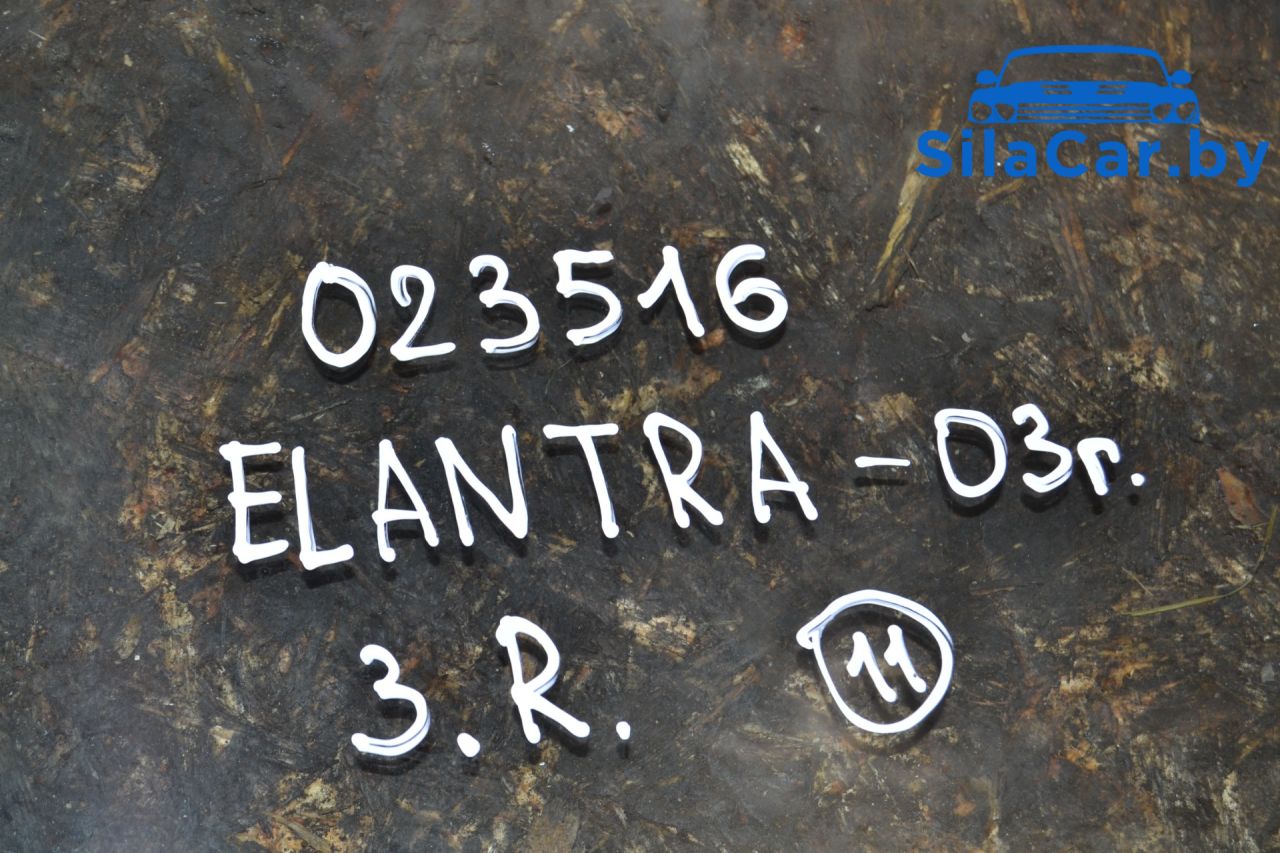 SilaCar.by
023516
ELANTRA - 03г.
3.R. 11